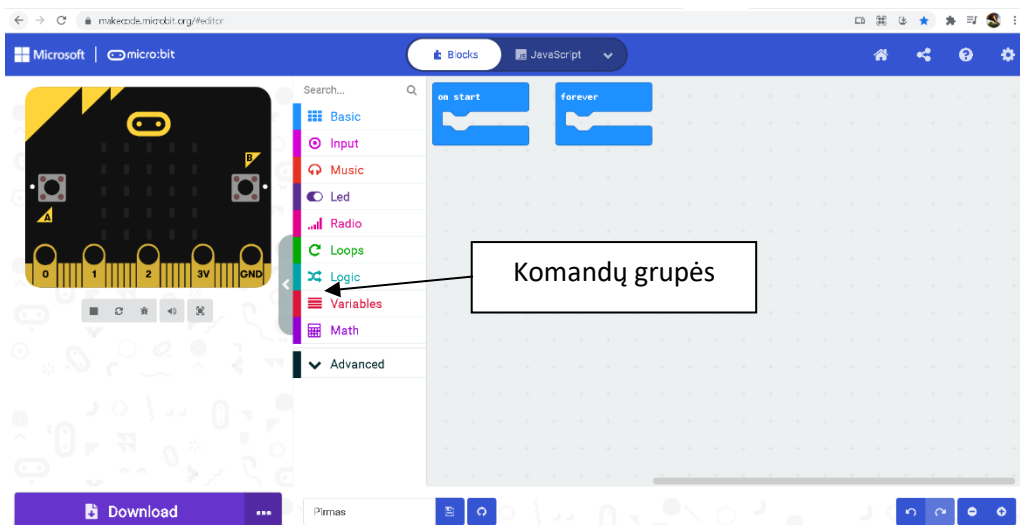 makecode.microbit.org/#editor
Microsoft micro:bit Blocks JavaScript
Search...
Basic
Input
Music
Led
Radio
Loops
Logic
Variables
Math
Advanced
on start forever
B
A
0 1 2 3V GND
Komandų grupės
Download ••• Pirmas